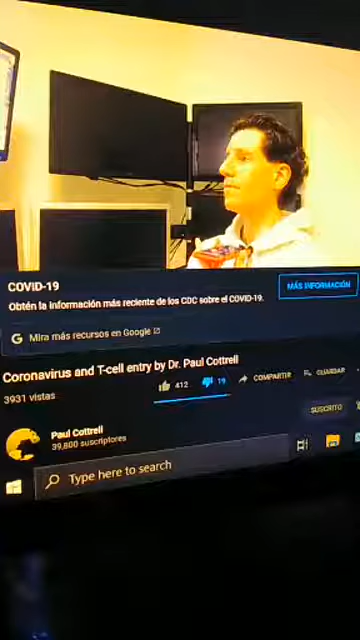 COVID-19
MÁS INFORMACIÓN
Obtén la información más reciente de los CDC sobre el COVID-19.
G Mira más recursos en Google
Coronavirus and T-cell entry by Dr. Paul Cottrell
3931 vistas
412
19
COMPARTIR
GUARDAR
Paul Cottrell
39,800 suscriptores
SUSCRITO
Type here to search